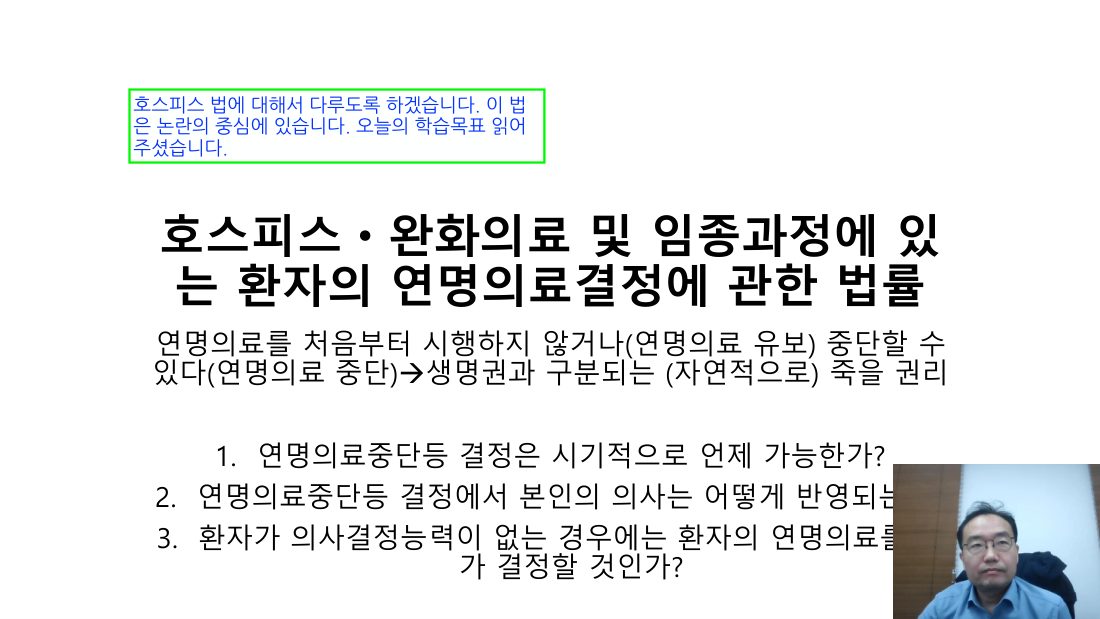 호스피스 법에 대해서 다루도록 하겠습니다. 이 법
은 논란의 중심에 있습니다. 오늘의 학습목표 읽어
주셨습니다.
호스피스・완화의료 및 임종과정에 있
는 환자의 연명의료결정에 관한 법률
연명의료를 처음부터 시행하지 않거나(연명의료 유보) 중단할 수
있다(연명의료 중단)→생명권과 구분되는 (자연적으로) 죽을 권리
1. 연명의료중단등 결정은 시기적으로 언제 가능한가?
2. 연명의료중단등 결정에서 본인의 의사는 어떻게
3. 환자가 의사결정능력이 없는 경우에는 환자의
가 결정할 것인가?